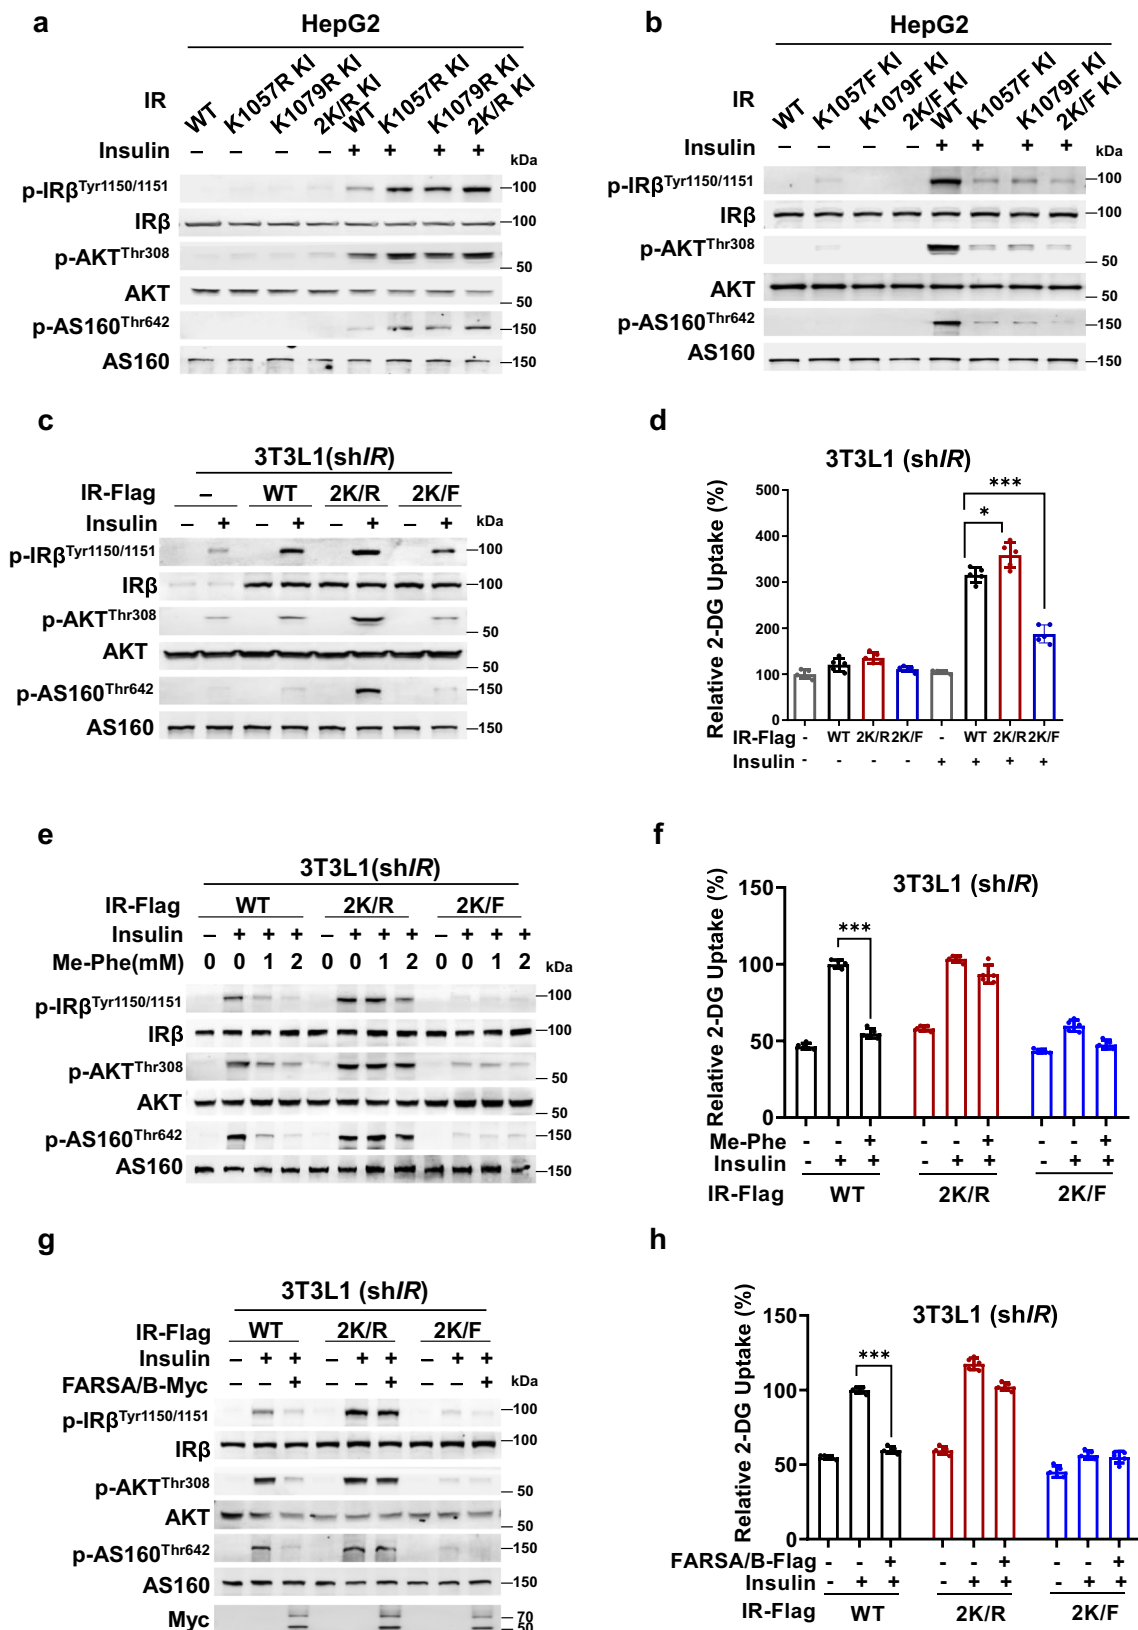 a
HepG2
IR
WT K1057R KI K1079R KI 2K/R KI WT K1057R KI K1079R KI 2K/R KI
Insulin – – – – + + + + kDa
p-IRβTyr1150/1151 –100
IRβ –100
p-AKTThr308 – 50
AKT – 50
p-AS160Thr642 –150
AS160 –150
b
HepG2
IR
WT K1057F KI K1079F KI 2K/F KI WT K1057F KI K1079F KI 2K/F KI
Insulin – – – – + + + + kDa
p-IRβTyr1150/1151 –100
IRβ –100
p-AKTThr308 – 50
AKT – 50
p-AS160Thr642 –150
AS160 –150
c
3T3L1(shIR)
IR-Flag – WT 2K/R 2K/F
Insulin – + – + – + – + kDa
p-IRβTyr1150/1151 –100
IRβ –100
p-AKTThr308 – 50
AKT – 50
p-AS160Thr642 –150
AS160 –150
d
3T3L1 (shIR)
Relative 2-DG Uptake (%)
500
400
300
200
100
0
*** 
*
IR-Flag - WT 2K/R 2K/F - WT 2K/R 2K/F
Insulin - - - - + + + +
e
3T3L1(shIR)
IR-Flag WT 2K/R 2K/F
Insulin – + + + – + + + – + + +
Me-Phe(mM) 0 0 1 2 0 0 1 2 0 0 1 2 kDa
p-IRβTyr1150/1151 –100
IRβ –100
p-AKTThr308 – 50
AKT – 50
p-AS160Thr642 –150
AS160 –150
f
3T3L1 (shIR)
Relative 2-DG Uptake (%)
150
100
50
0
***
Me-Phe - - + - - + - - +
Insulin - + + - + + - + +
IR-Flag WT 2K/R 2K/F
g
3T3L1 (shIR)
IR-Flag WT 2K/R 2K/F
Insulin – + + – + + – + +
FARSA/B-Myc – – + – – + – – + kDa
p-IRβTyr1150/1151 –100
IRβ –100
p-AKTThr308 – 50
AKT – 50
p-AS160Thr642 –150
AS160 –150
Myc – 70
– 50
h
3T3L1 (shIR)
Relative 2-DG Uptake (%)
150
100
50
0
***
FARSA/B-Flag - - + - - + - - +
Insulin - + + - + + - + +
IR-Flag WT 2K/R 2K/F